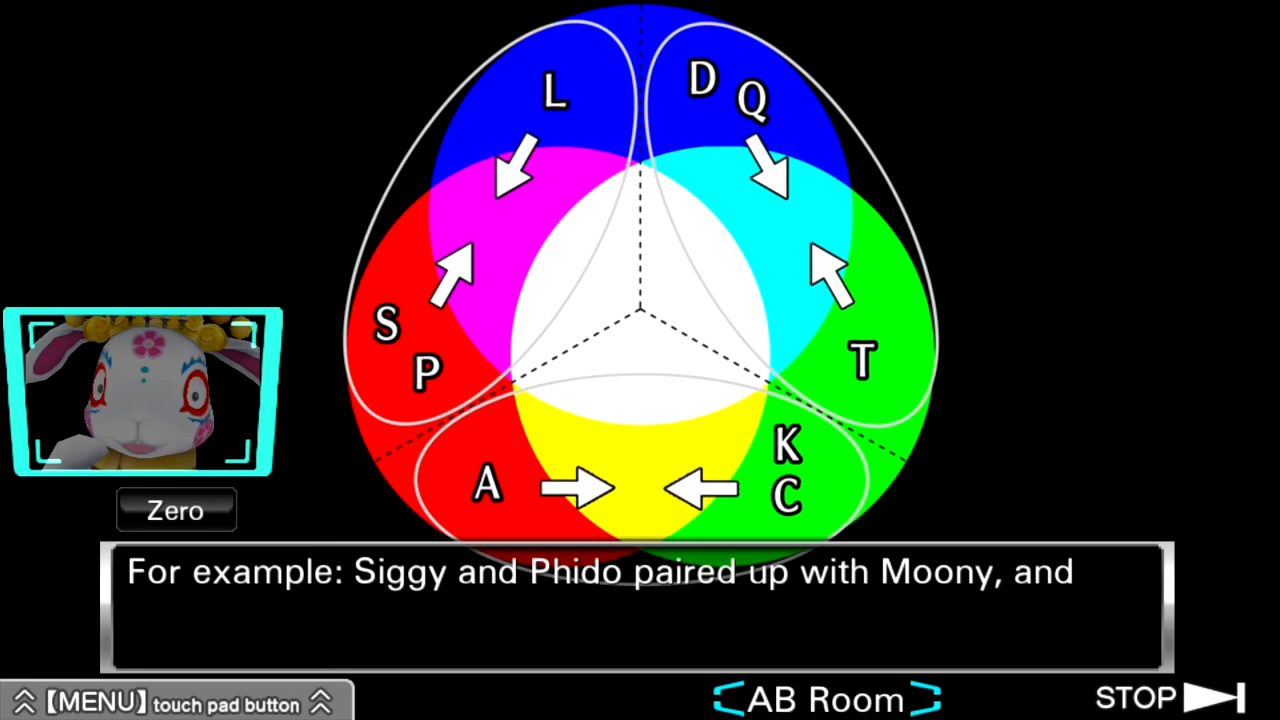 L
D
Q
S
P
T
K
A
C
Zero
For example: Siggy and Phido paired up with Moony, and
【MENU】 touch pad button
AB Room
STOP